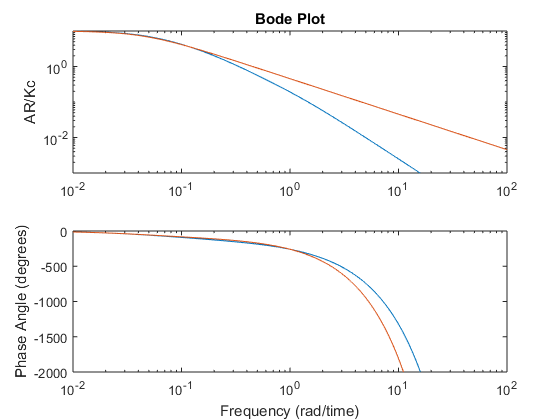 Bode Plot
AR/Kc
10^0
10^-2
10^-2 10^-1 10^0 10^1 10^2
Phase Angle (degrees)
0
-500
-1000
-1500
-2000
10^-2 10^-1 10^0 10^1 10^2
Frequency (rad/time)